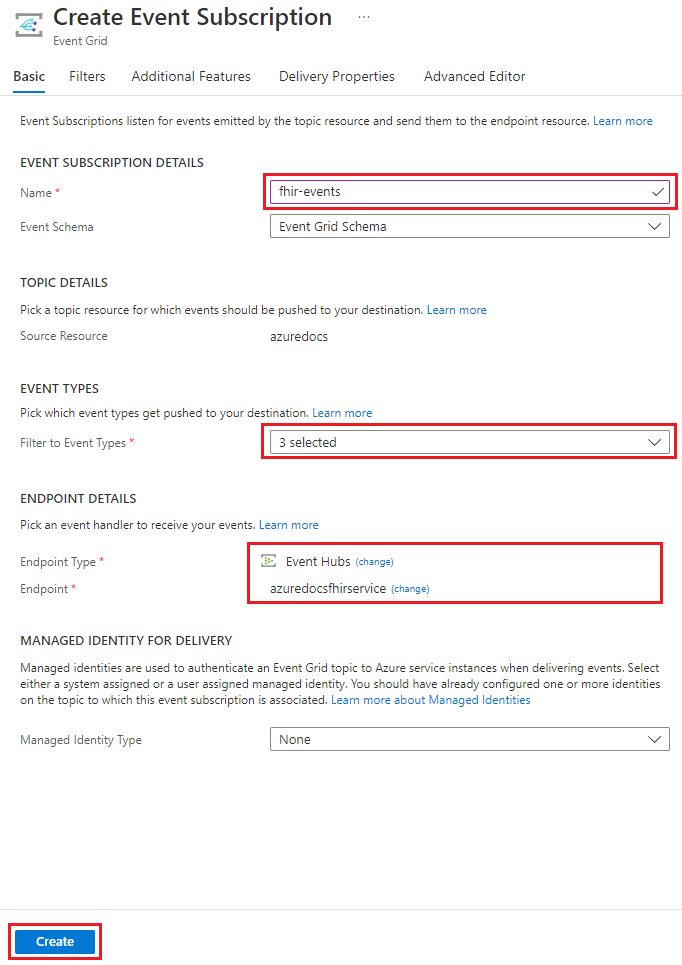 Create Event Subscription ...
Event Grid
Basic Filters Additional Features Delivery Properties Advanced Editor
Event Subscriptions listen for events emitted by the topic resource and send them to the endpoint resource. Learn more
EVENT SUBSCRIPTION DETAILS
Name * fhir-events
Event Schema Event Grid Schema
TOPIC DETAILS
Pick a topic resource for which events should be pushed to your destination. Learn more
Source Resource azuredocs
EVENT TYPES
Pick which event types get pushed to your destination. Learn more
Filter to Event Types * 3 selected
ENDPOINT DETAILS
Pick an event handler to receive your events. Learn more
Endpoint Type * Event Hubs (change)
Endpoint * azuredocsfhirservice (change)
MANAGED IDENTITY FOR DELIVERY
Managed identities are used to authenticate an Event Grid topic to Azure service instances when delivering events. Select
either a system assigned or a user assigned managed identity. You should have already configured one or more identities
on the topic to which this event subscription is associated. Learn more about Managed Identities
Managed Identity Type None
Create